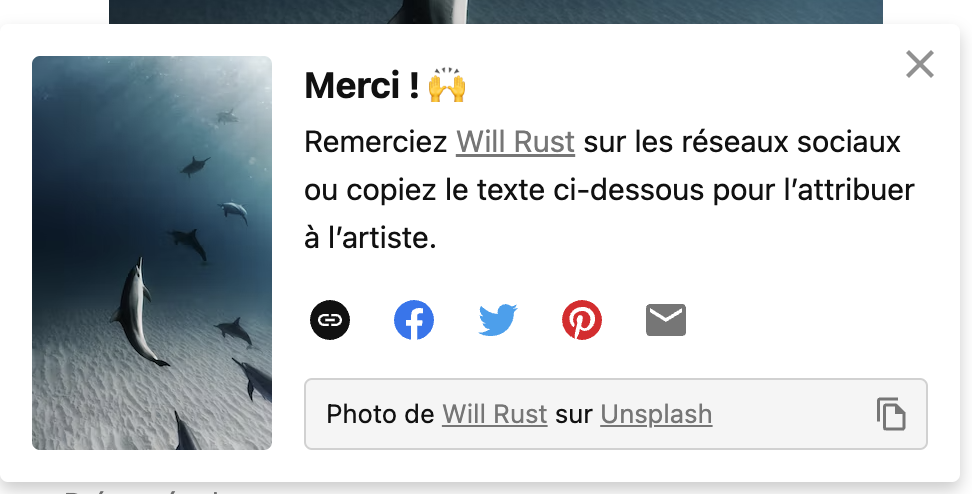 Merci ! 🙌
Remerciez Will Rust sur les réseaux sociaux
ou copiez le texte ci-dessous pour l’attribuer
à l’artiste.
Photo de Will Rust sur Unsplash